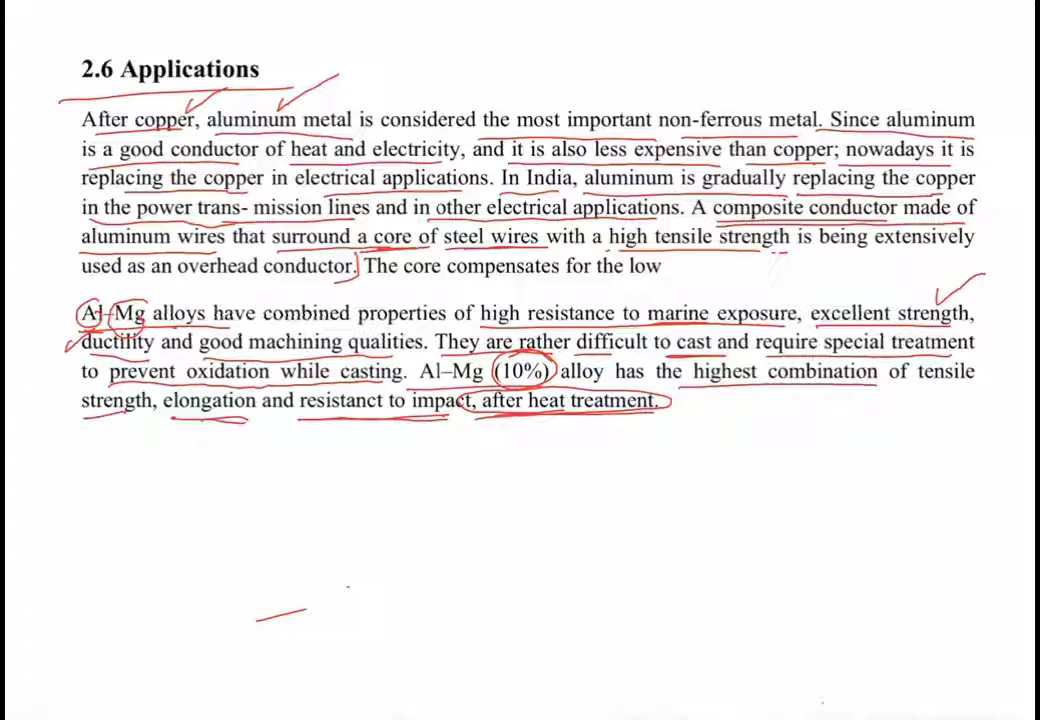 2.6 Applications
After copper, aluminum metal is considered the most important non-ferrous metal. Since aluminum
is a good conductor of heat and electricity, and it is also less expensive than copper; nowadays it is
replacing the copper in electrical applications. In India, aluminum is gradually replacing the copper
in the power trans- mission lines and in other electrical applications. A composite conductor made of
aluminum wires that surround a core of steel wires with a high tensile strength is being extensively
used as an overhead conductor. The core compensates for the low
Al–Mg alloys have combined properties of high resistance to marine exposure, excellent strength,
ductility and good machining qualities. They are rather difficult to cast and require special treatment
to prevent oxidation while casting. Al–Mg (10%) alloy has the highest combination of tensile
strength, elongation and resistanct to impact, after heat treatment.